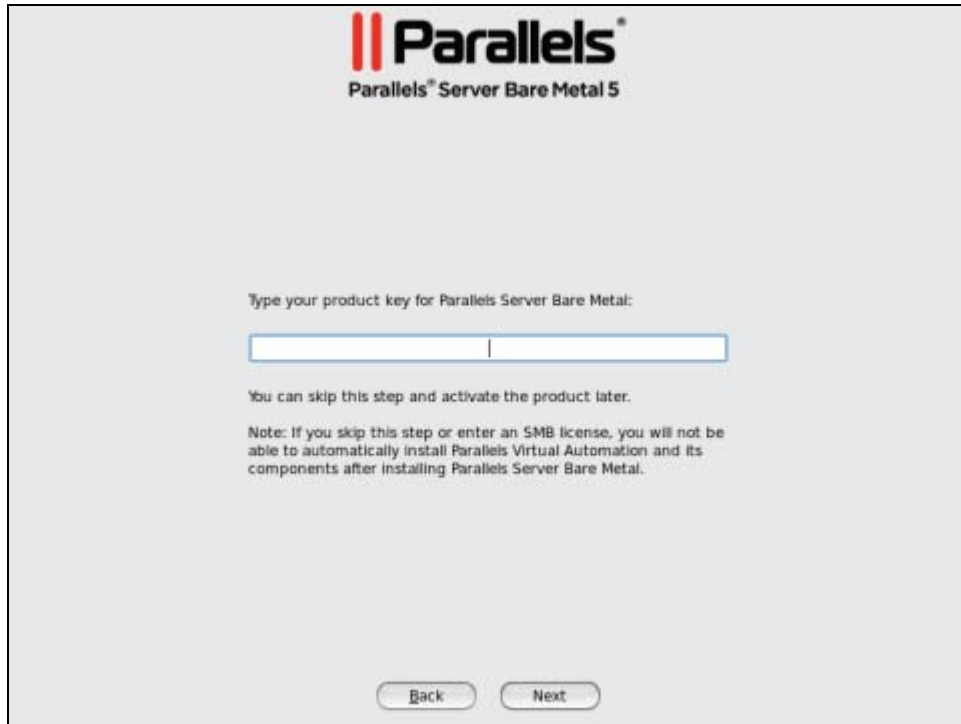 Parallels®
Parallels® Server Bare Metal 5
Type your product key for Parallels Server Bare Metal:
You can skip this step and activate the product later.
Note: If you skip this step or enter an SMB license, you will not be
able to automatically install Parallels Virtual Automation and its
components after installing Parallels Server Bare Metal.
Back
Next